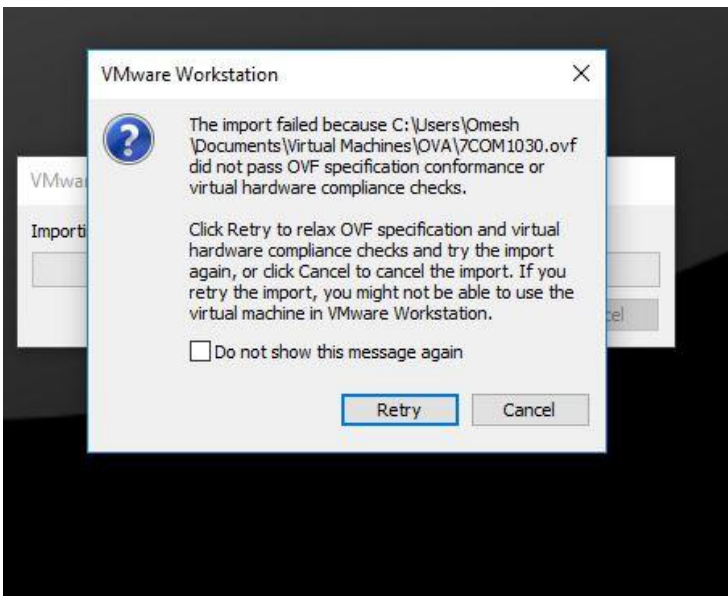 VMware Workstation
The import failed because C:\Users\Omesh
\Documents\Virtual Machines\OVA\7COM1030.ovf
did not pass OVF specification conformance or
virtual hardware compliance checks.
VMwa
Importi
Click Retry to relax OVF specification and virtual
hardware compliance checks and try the import
again, or click Cancel to cancel the import. If you
retry the import, you might not be able to use the
virtual machine in VMware Workstation.
cel
Do not show this message again
Retry
Cancel